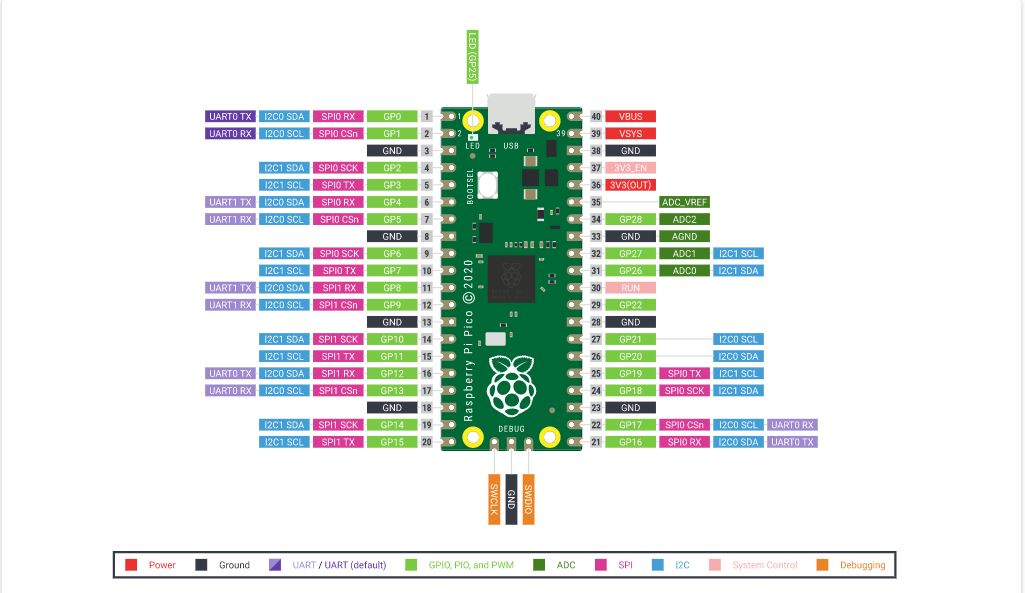 LED (GP25)
UART0 TX I2C0 SDA SPI0 RX GP0 1 1 40 VBUS
UART0 RX I2C0 SCL SPI0 CSn GP1 2 2 39 39 VSYS
GND 3 LED USB 38 GND
I2C1 SDA SPI0 SCK GP2 4 37 3V3_EN
I2C1 SCL SPI0 TX GP3 5 BOOTSEL 36 3V3(OUT)
UART1 TX I2C0 SDA SPI0 RX GP4 6 35 ADC_VREF
UART1 RX I2C0 SCL SPI0 CSn GP5 7 34 GP28 ADC2
GND 8 33 GND AGND
I2C1 SDA SPI0 SCK GP6 9 32 GP27 ADC1 I2C1 SCL
I2C1 SCL SPI0 TX GP7 10 31 GP26 ADC0 I2C1 SDA
UART1 TX I2C0 SDA SPI1 RX GP8 11 30 RUN
UART1 RX I2C0 SCL SPI1 CSn GP9 12 29 GP22
GND 13 28 GND
I2C1 SDA SPI1 SCK GP10 14 27 GP21 I2C0 SCL
I2C1 SCL SPI1 TX GP11 15 26 GP20 I2C0 SDA
UART0 TX I2C0 SDA SPI1 RX GP12 16 25 GP19 SPI0 TX I2C1 SCL
UART0 RX I2C0 SCL SPI1 CSn GP13 17 24 GP18 SPI0 SCK I2C1 SDA
GND 18 23 GND
I2C1 SDA SPI1 SCK GP14 19 22 GP17 SPI0 CSn I2C0 SCL UART0 RX
I2C1 SCL SPI1 TX GP15 20 21 GP16 SPI0 RX I2C0 SDA UART0 TX
Raspberry Pi Pico © 2020
DEBUG
SWCLK GND SWDIO
Power Ground UART / UART (default) GPIO, PIO, and PWM ADC SPI I2C System Control Debugging